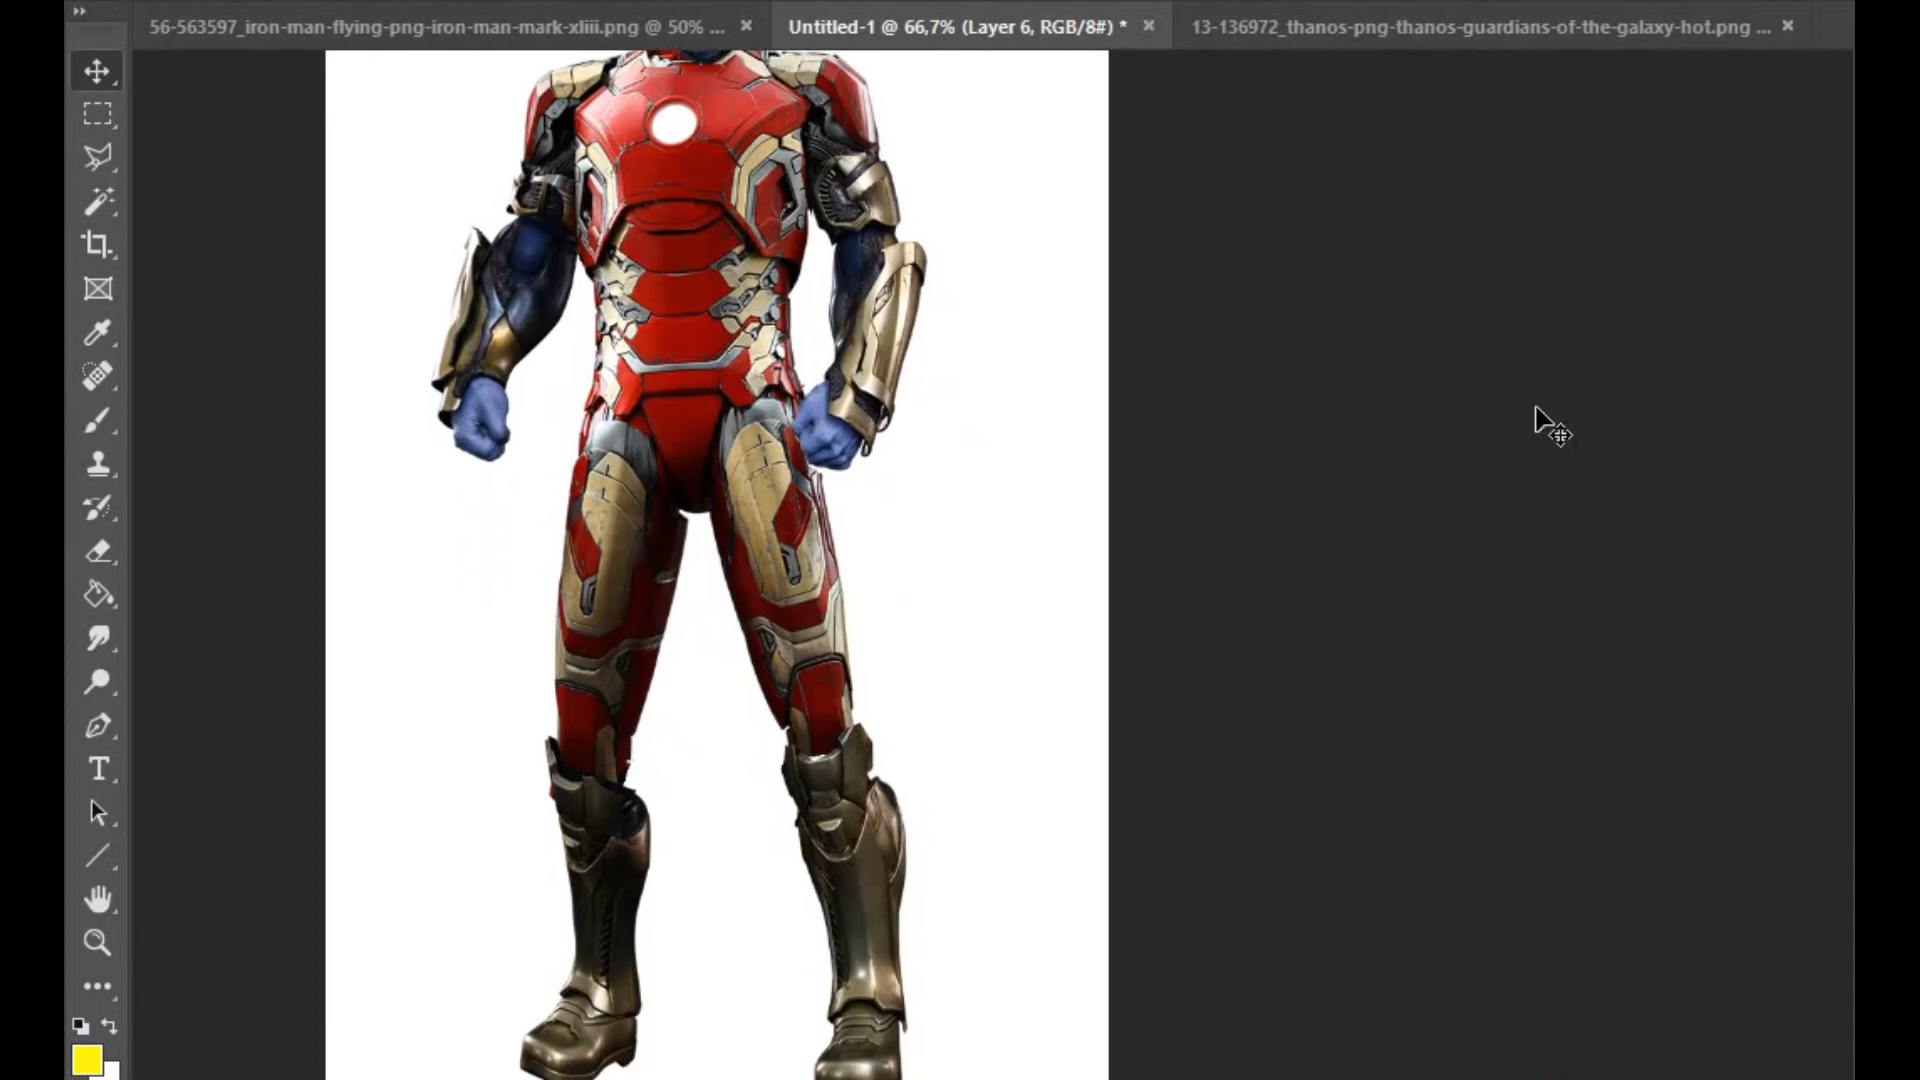 56-563597_iron-man-flying-png-iron-man-mark-xliii.png @ 50% ...
Untitled-1 @ 66,7% (Layer 6, RGB/8#) *
13-136972_thanos-png-thanos-guardians-of-the-galaxy-hot.png ...